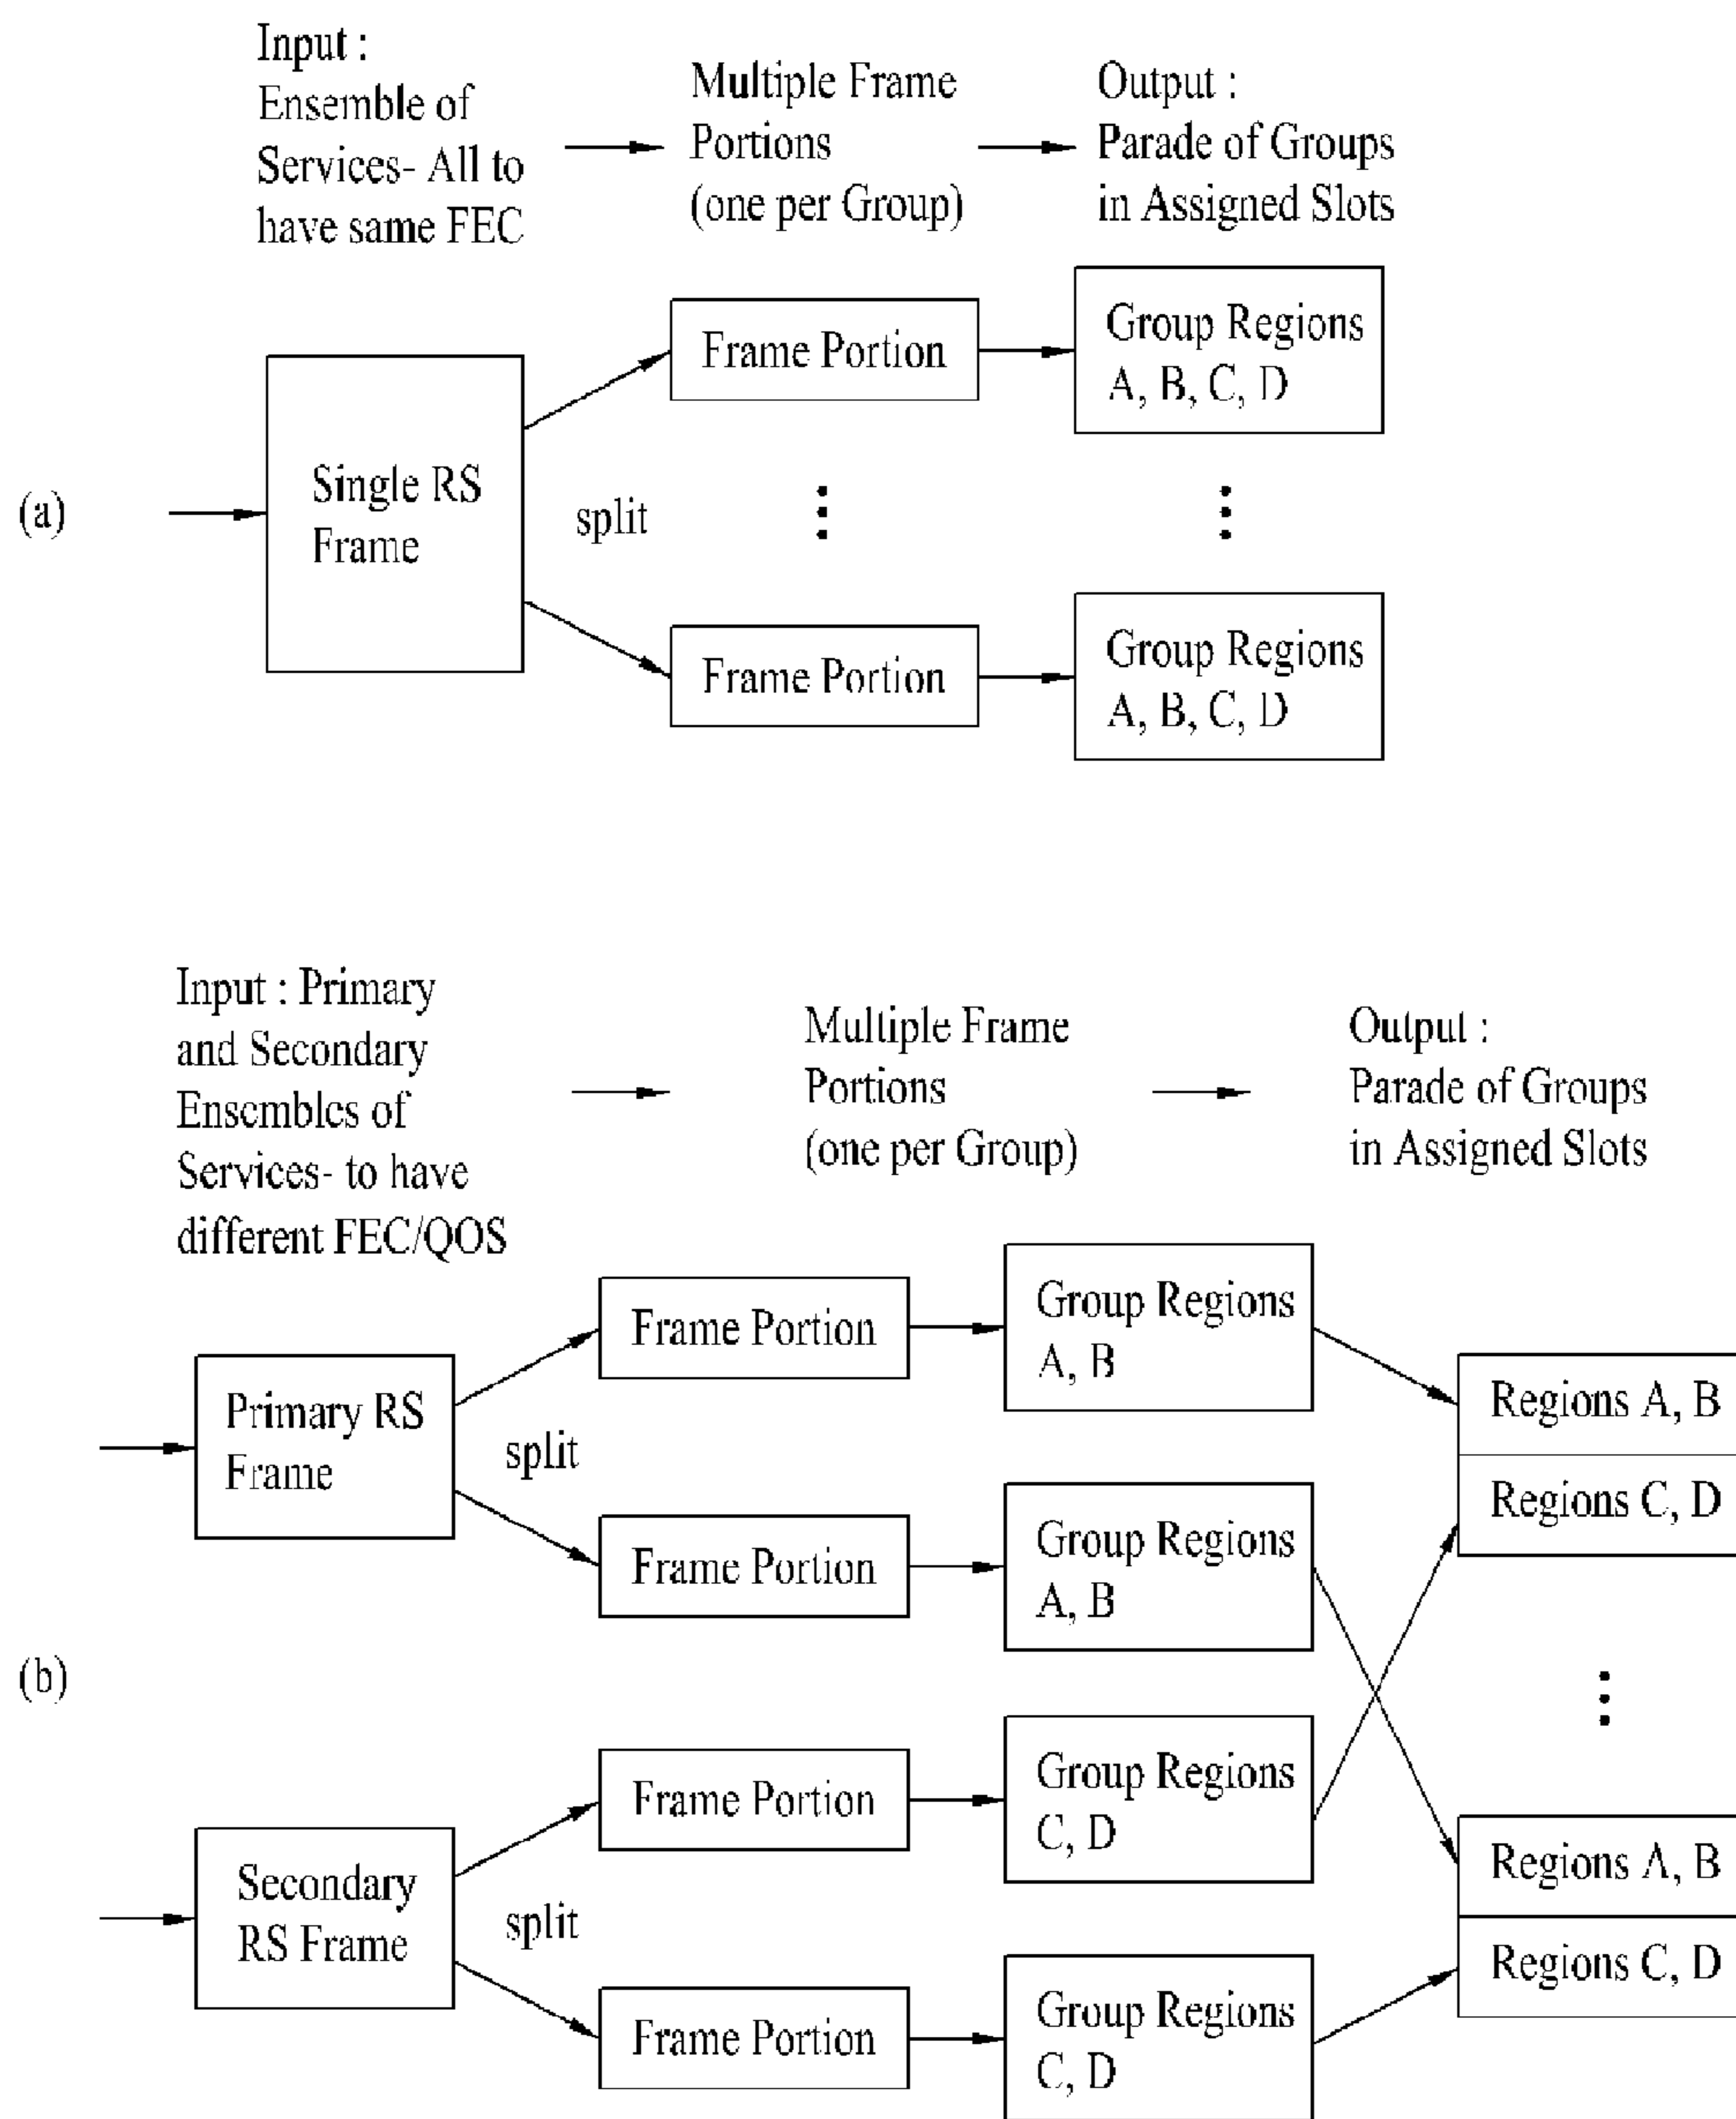 Input :
Ensemble of
Services- All to
have same FEC
Multiple Frame
Portions
(one per Group)
Output :
Parade of Groups
in Assigned Slots
(a)
Single RS
Frame
split
Frame Portion
Group Regions
A, B, C, D
Frame Portion
Group Regions
A, B, C, D
Input : Primary
and Secondary
Ensembles of
Services- to have
different FEC/QOS
Multiple Frame
Portions
(one per Group)
Output :
Parade of Groups
in Assigned Slots
(b)
Primary RS
Frame
split
Frame Portion
Group Regions
A, B
Frame Portion
Group Regions
A, B
Secondary
RS Frame
split
Frame Portion
Group Regions
C, D
Frame Portion
Group Regions
C, D
Regions A, B
Regions C, D
Regions A, B
Regions C, D